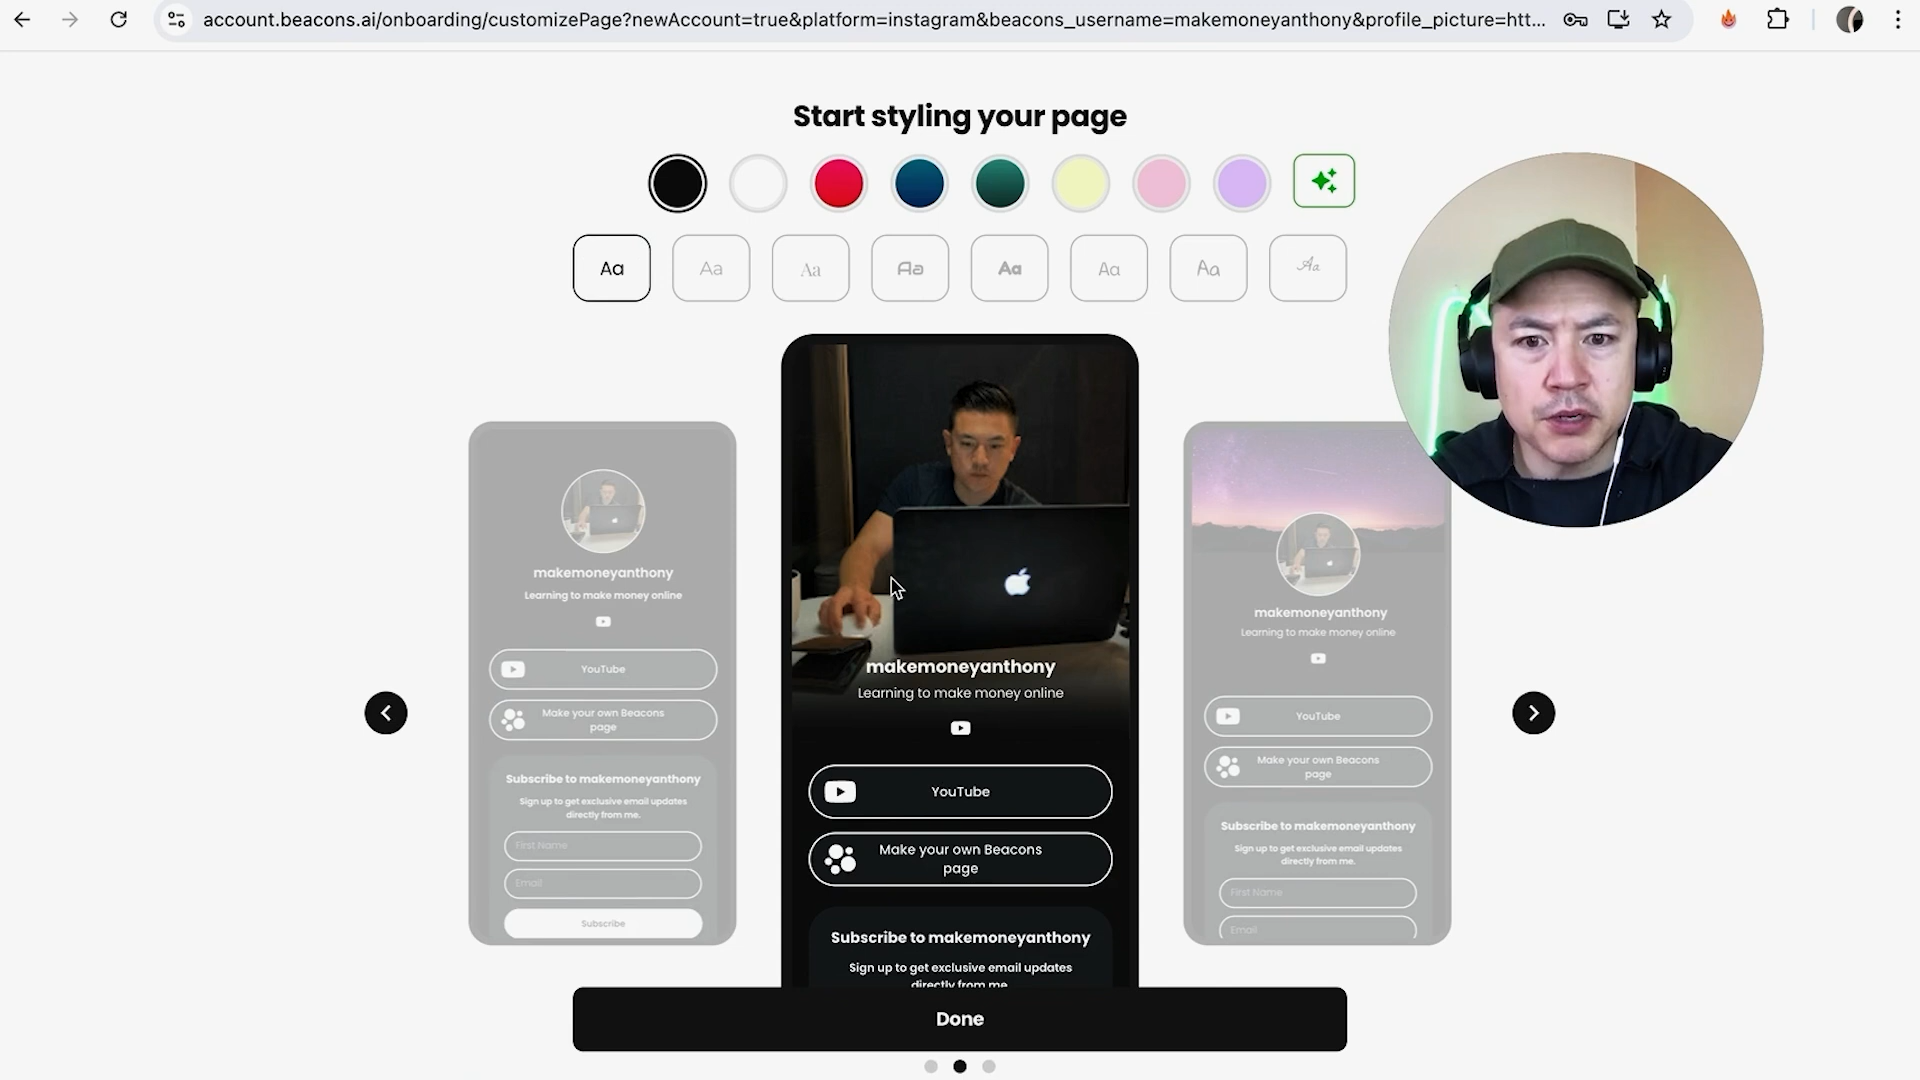 account.beacons.ai/onboarding/customizePage?newAccount=true&platform=instagram&beacons_username=makemoneyanthony&profile_picture=htt...
Start styling your page
Aa Aa Aa Aa Aa Aa Aa Aa
makemoneyanthony
Learning to make money online
YouTube
Make your own Beacons
page
Subscribe to makemoneyanthony
Sign up to get exclusive email updates
directly from me.
First Name
Email
Subscribe
makemoneyanthony
Learning to make money online
YouTube
Make your own Beacons
page
Subscribe to makemoneyanthony
Sign up to get exclusive email updates
directly from me.
makemoneyanthony
Learning to make money online
YouTube
Make your own Beacons
page
Subscribe to makemoneyanthony
Sign up to get exclusive email updates
directly from me.
First Name
Email
Done